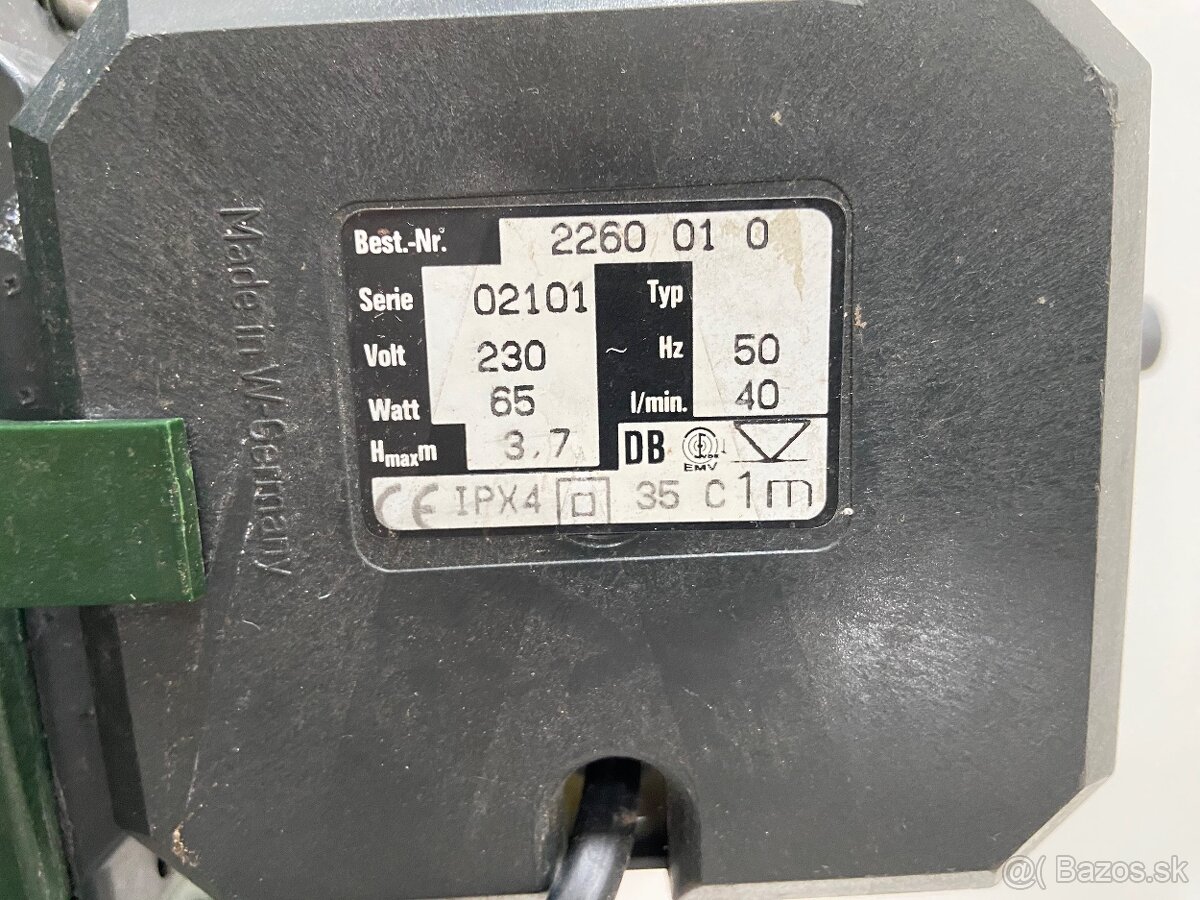 Made in W.-Germany
Best.-Nr. 2260 01 0
Serie 02101 Typ
Volt 230 ~ Hz 50
Watt 65 l/min. 40
Hmaxm 3,7 DB VDE EMV
CE IPX4 35 C 1m
@( Bazos.sk